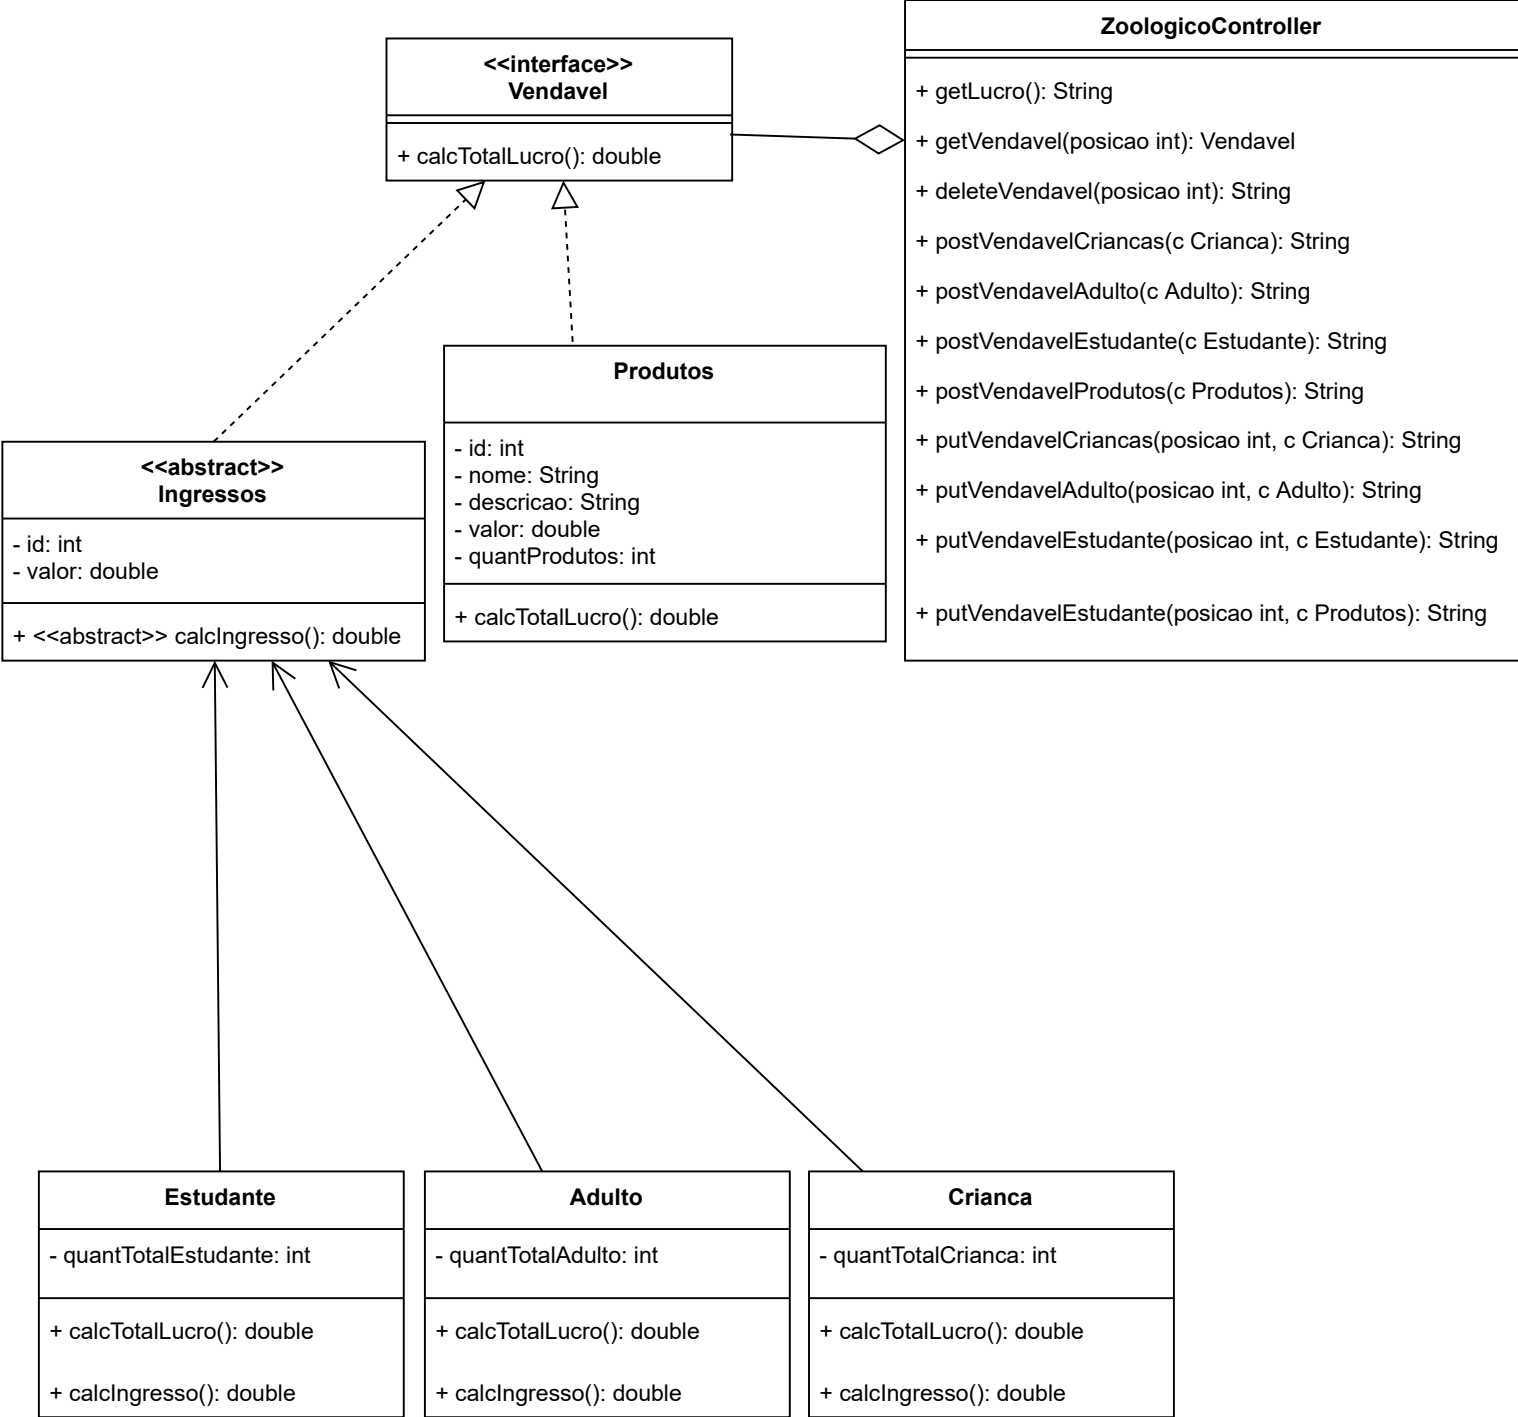 <<interface>>
Vendavel
+ calcTotalLucro(): double
ZoologicoController
+ getLucro(): String
+ getVendavel(posicao int): Vendavel
+ deleteVendavel(posicao int): String
+ postVendavelCriancas(c Crianca): String
+ postVendavelAdulto(c Adulto): String
+ postVendavelEstudante(c Estudante): String
+ postVendavelProdutos(c Produtos): String
+ putVendavelCriancas(posicao int, c Crianca): String
+ putVendavelAdulto(posicao int, c Adulto): String
+ putVendavelEstudante(posicao int, c Estudante): String
+ putVendavelEstudante(posicao int, c Produtos): String
Produtos
- id: int
- nome: String
- descricao: String
- valor: double
- quantProdutos: int
+ calcTotalLucro(): double
<<abstract>>
Ingressos
- id: int
- valor: double
+ <<abstract>> calcIngresso(): double
Estudante
- quantTotalEstudante: int
+ calcTotalLucro(): double
+ calcIngresso(): double
Adulto
- quantTotalAdulto: int
+ calcTotalLucro(): double
+ calcIngresso(): double
Crianca
- quantTotalCrianca: int
+ calcTotalLucro(): double
+ calcIngresso(): double